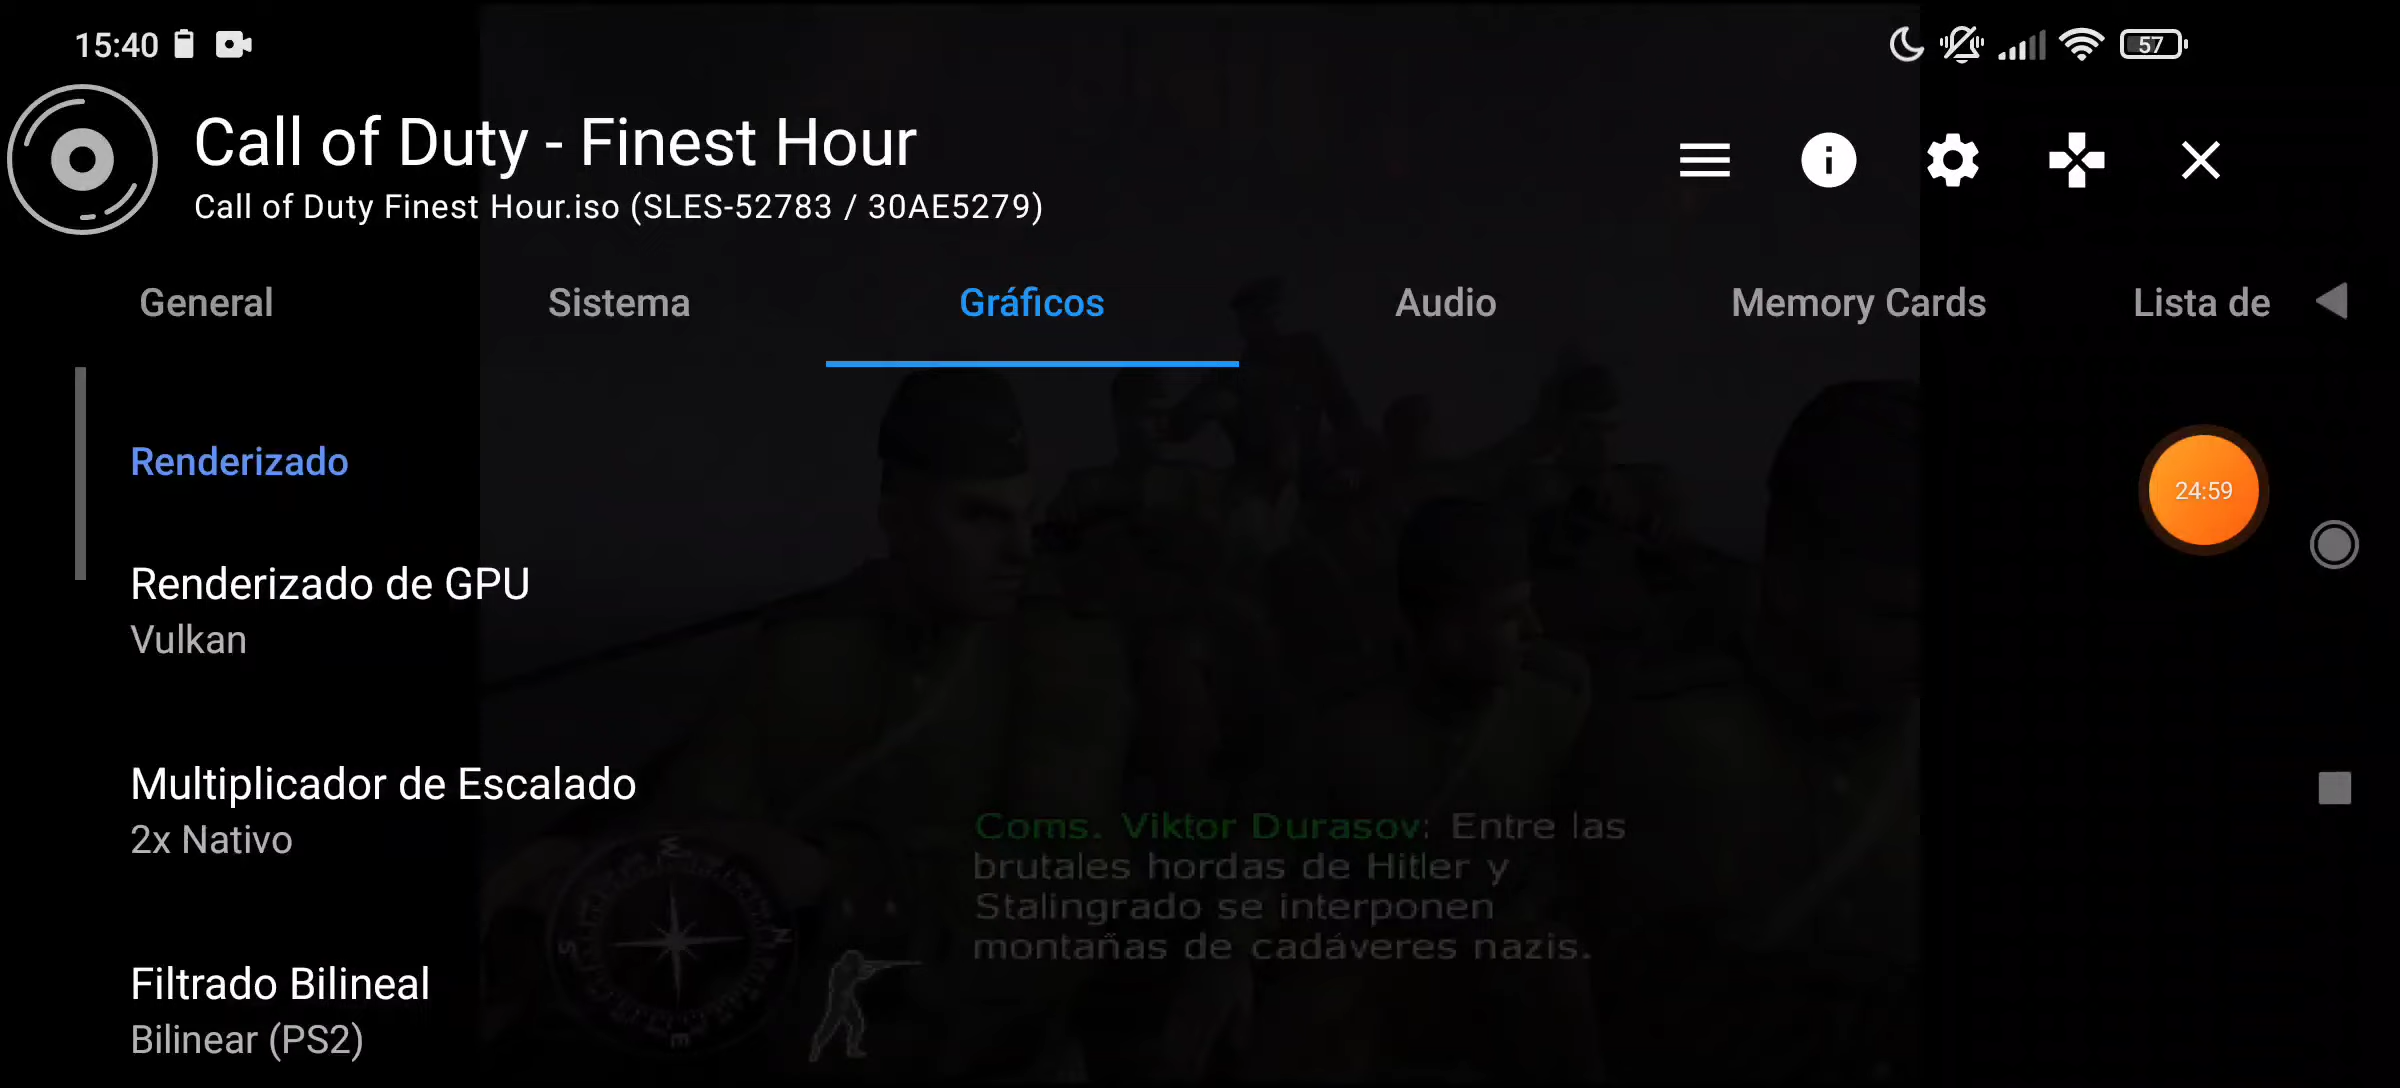 15:40
57
Call of Duty - Finest Hour
Call of Duty Finest Hour.iso (SLES-52783 / 30AE5279)
General Sistema Gráficos Audio Memory Cards Lista de
Renderizado
24:59
Renderizado de GPU
Vulkan
Multiplicador de Escalado
2x Nativo
Coms. Viktor Durasov: Entre las
brutales hordas de Hitler y
Stalingrado se interponen
montañas de cadáveres nazis.
W
N
S
E
Filtrado Bilineal
Bilinear (PS2)